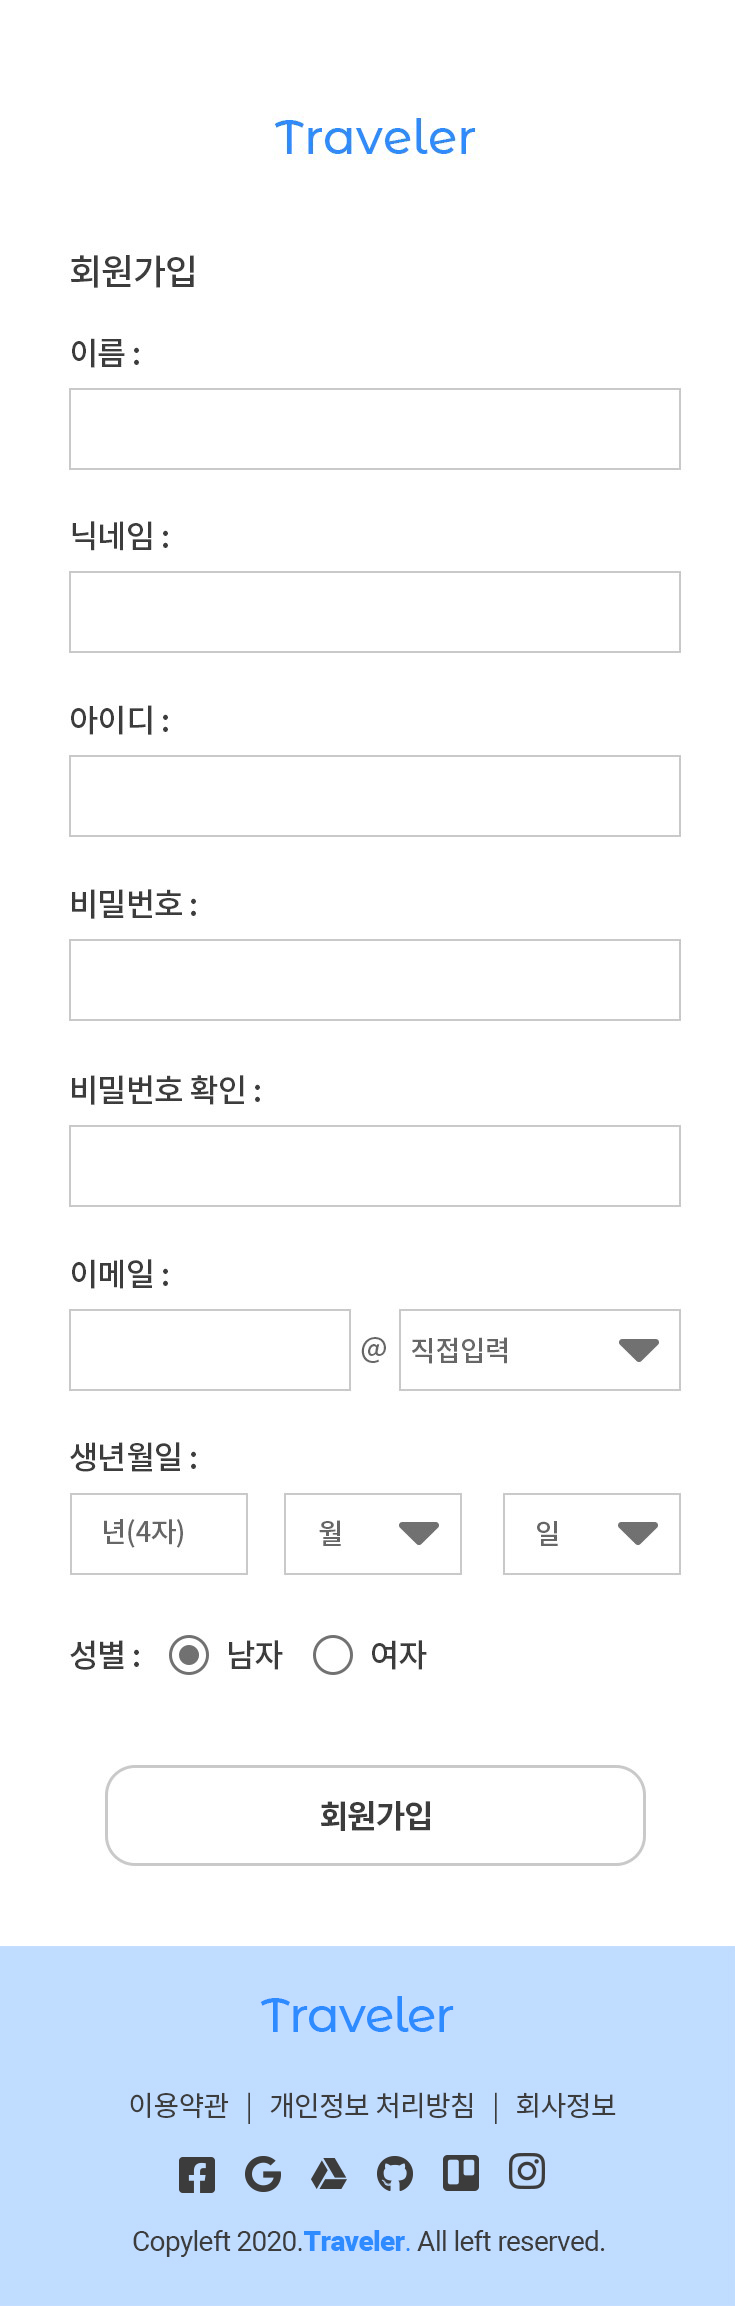 Traveler
회원가입
이름 :
닉네임 :
아이디 :
비밀번호 :
비밀번호 확인 :
이메일 :
@ 직접입력
생년월일 :
년(4자) 월 일
성별 : 남자 여자
회원가입
Traveler
이용약관 | 개인정보 처리방침 | 회사정보
Copyleft 2020.Traveler. All left reserved.